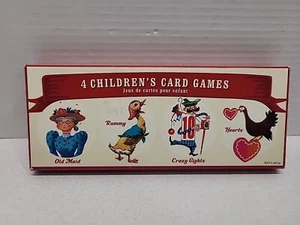 4 CHILDREN'S CARD GAMES
Jeux de cartes pour enfant
Old Maid
Rummy
Crazy Eights
Hearts